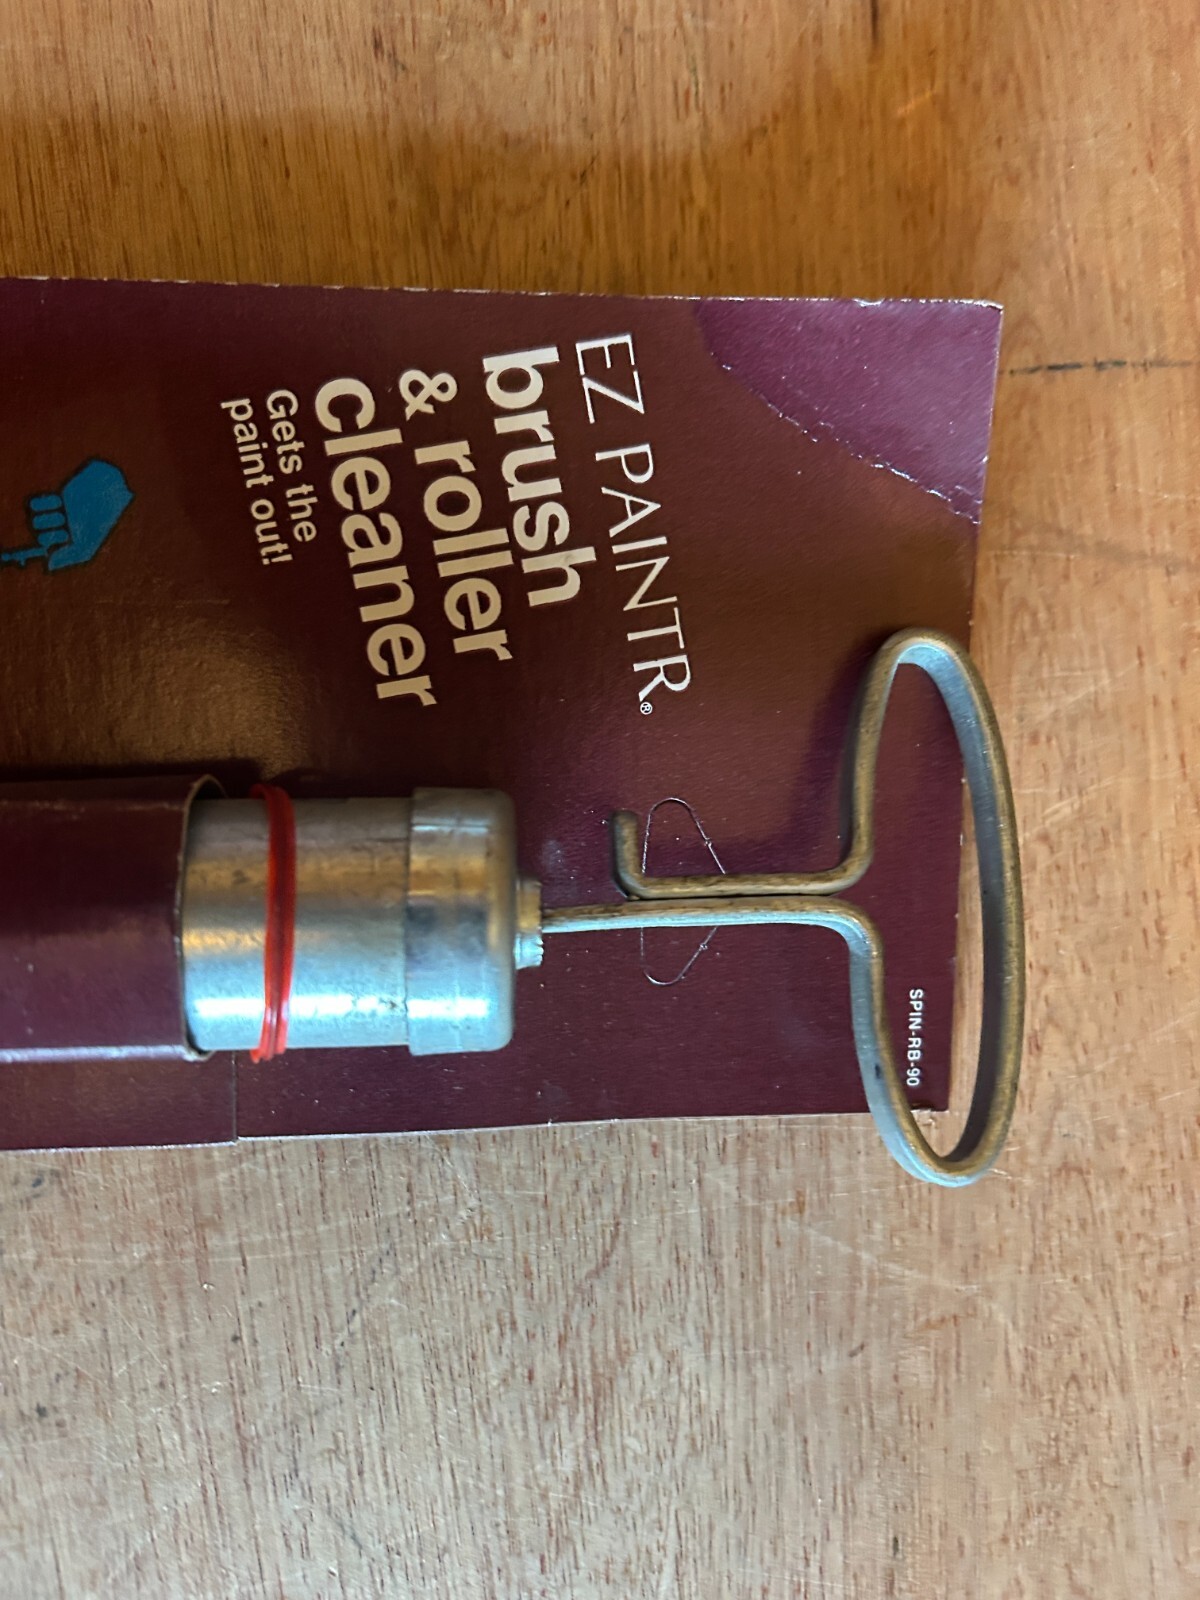 SPIN-RB-90
EZ PAINTR®
brush
& roller
cleaner
Gets the
paint out!